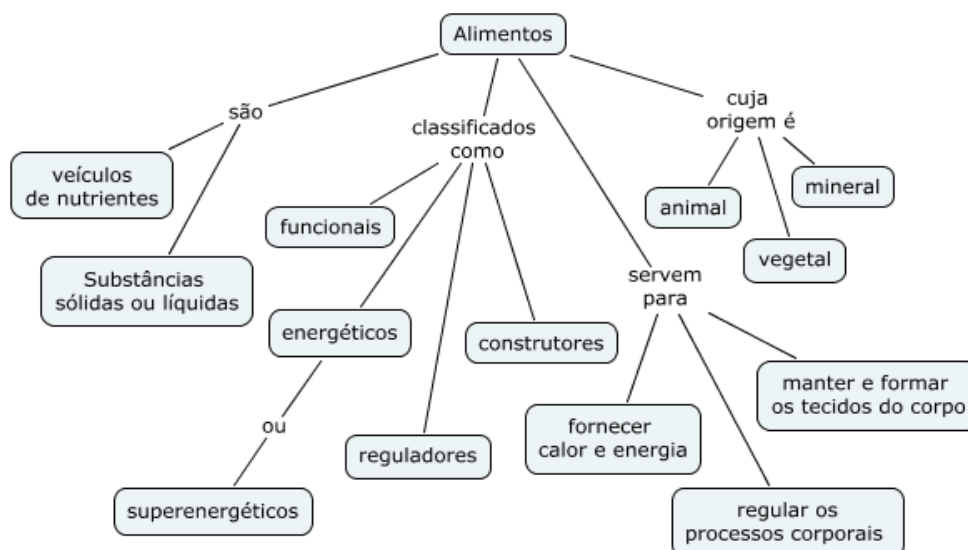 Alimentos
são
classificados
como
cuja
origem é
veículos
de nutrientes
Substâncias
sólidas ou líquidas
funcionais
energéticos
ou
superenergéticos
reguladores
construtores
servem
para
fornecer
calor e energia
regular os
processos corporais
manter e formar
os tecidos do corpo
animal
vegetal
mineral